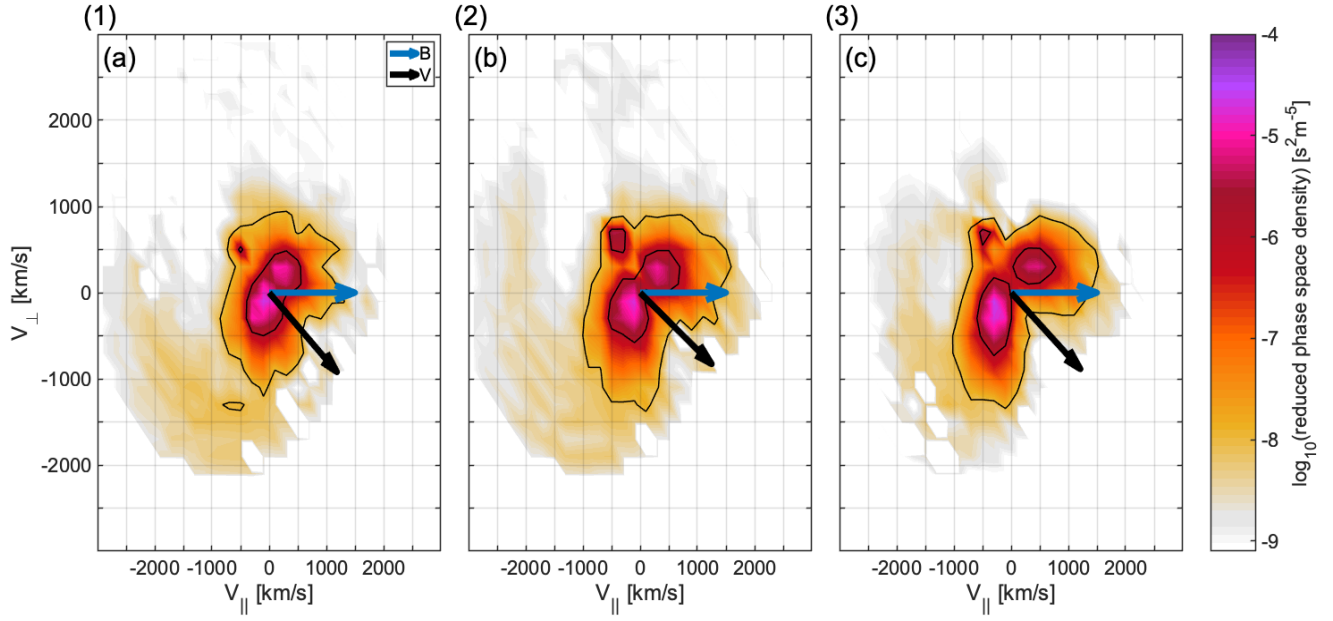 (1) (2) (3)
(a) B V (b) (c)
-4
-5
-6
-7
-8
-9
log10(reduced phase space density) [s2m-5]
2000
1000
0
-1000
-2000
V⊥ [km/s]
-2000 -1000 0 1000 2000 -2000 -1000 0 1000 2000 -2000 -1000 0 1000 2000
V|| [km/s] V|| [km/s] V|| [km/s]